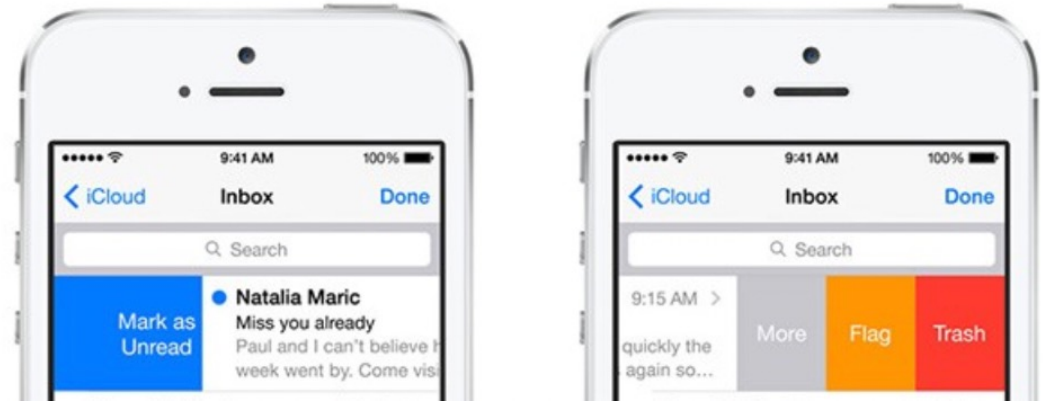 9:41 AM 100%
iCloud Inbox Done
Search
Mark as
Unread
Natalia Maric
Miss you already
Paul and I can't believe h
week went by. Come vis
9:41 AM 100%
iCloud Inbox Done
Search
9:15 AM
quickly the
again so...
More
Flag
Trash